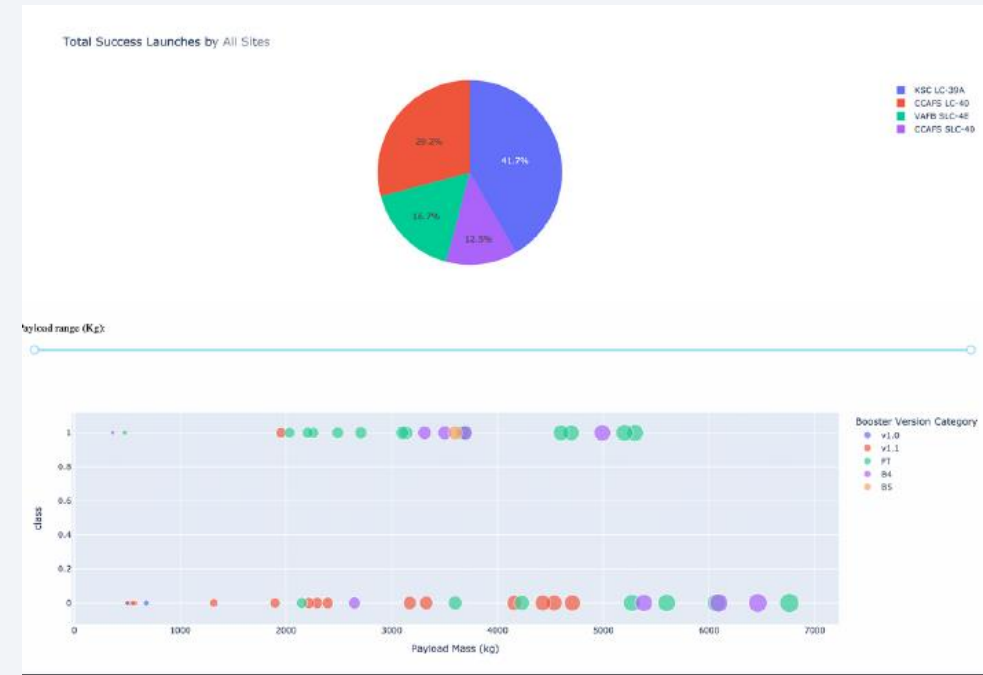 Total Success Launches by All Sites
KSC LC-39A
CCAFS LC-40
VAFB SLC-4E
CCAFS SLC-40
29.2%
41.7%
16.7%
12.5%
Payload range (Kg):
Booster Version Category
v1.0
v1.1
FT
B4
B5
class
1
0.8
0.6
0.4
0.2
0
0 1000 2000 3000 4000 5000 6000 7000
Payload Mass (kg)